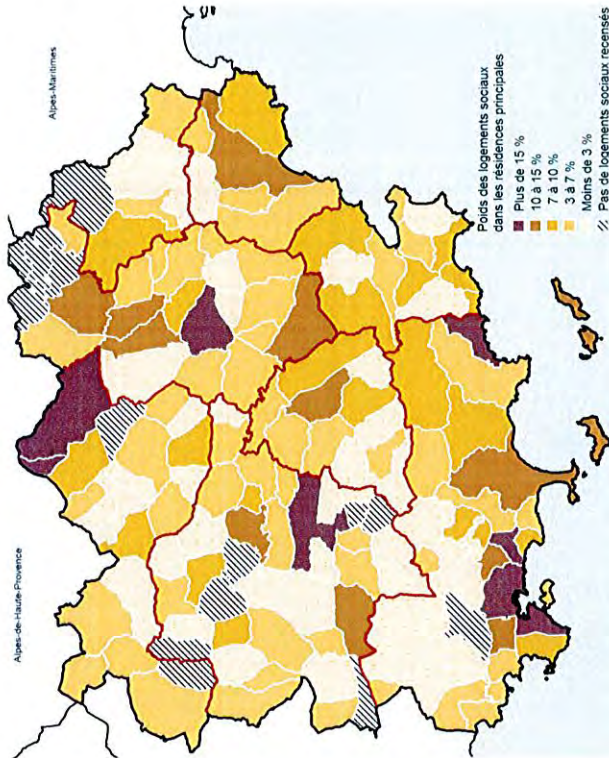 Alpes-de-Haute-Provence
Alpes-Maritimes
Poids des logements sociaux
dans les résidences principales
Plus de 15 %
10 à 15 %
7 à 10 %
3 à 7 %
Moins de 3 %
Pas de logements sociaux recensés